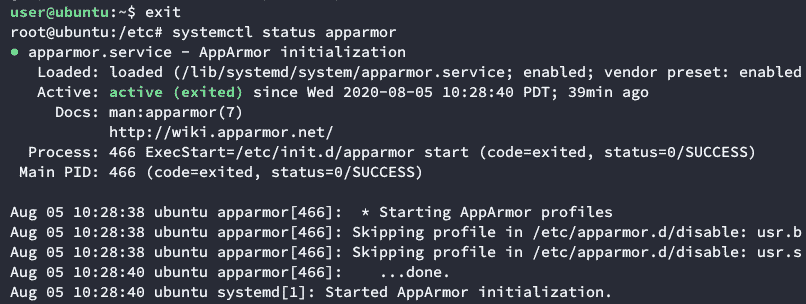 user@ubuntu:~$ exit
root@ubuntu:/etc# systemctl status apparmor
● apparmor.service - AppArmor initialization
   Loaded: loaded (/lib/systemd/system/apparmor.service; enabled; vendor preset: enabled
   Active: active (exited) since Wed 2020-08-05 10:28:40 PDT; 39min ago
     Docs: man:apparmor(7)
           http://wiki.apparmor.net/
  Process: 466 ExecStart=/etc/init.d/apparmor start (code=exited, status=0/SUCCESS)
 Main PID: 466 (code=exited, status=0/SUCCESS)

Aug 05 10:28:38 ubuntu apparmor[466]:  * Starting AppArmor profiles
Aug 05 10:28:38 ubuntu apparmor[466]: Skipping profile in /etc/apparmor.d/disable: usr.b
Aug 05 10:28:38 ubuntu apparmor[466]: Skipping profile in /etc/apparmor.d/disable: usr.s
Aug 05 10:28:40 ubuntu apparmor[466]:    ...done.
Aug 05 10:28:40 ubuntu systemd[1]: Started AppArmor initialization.